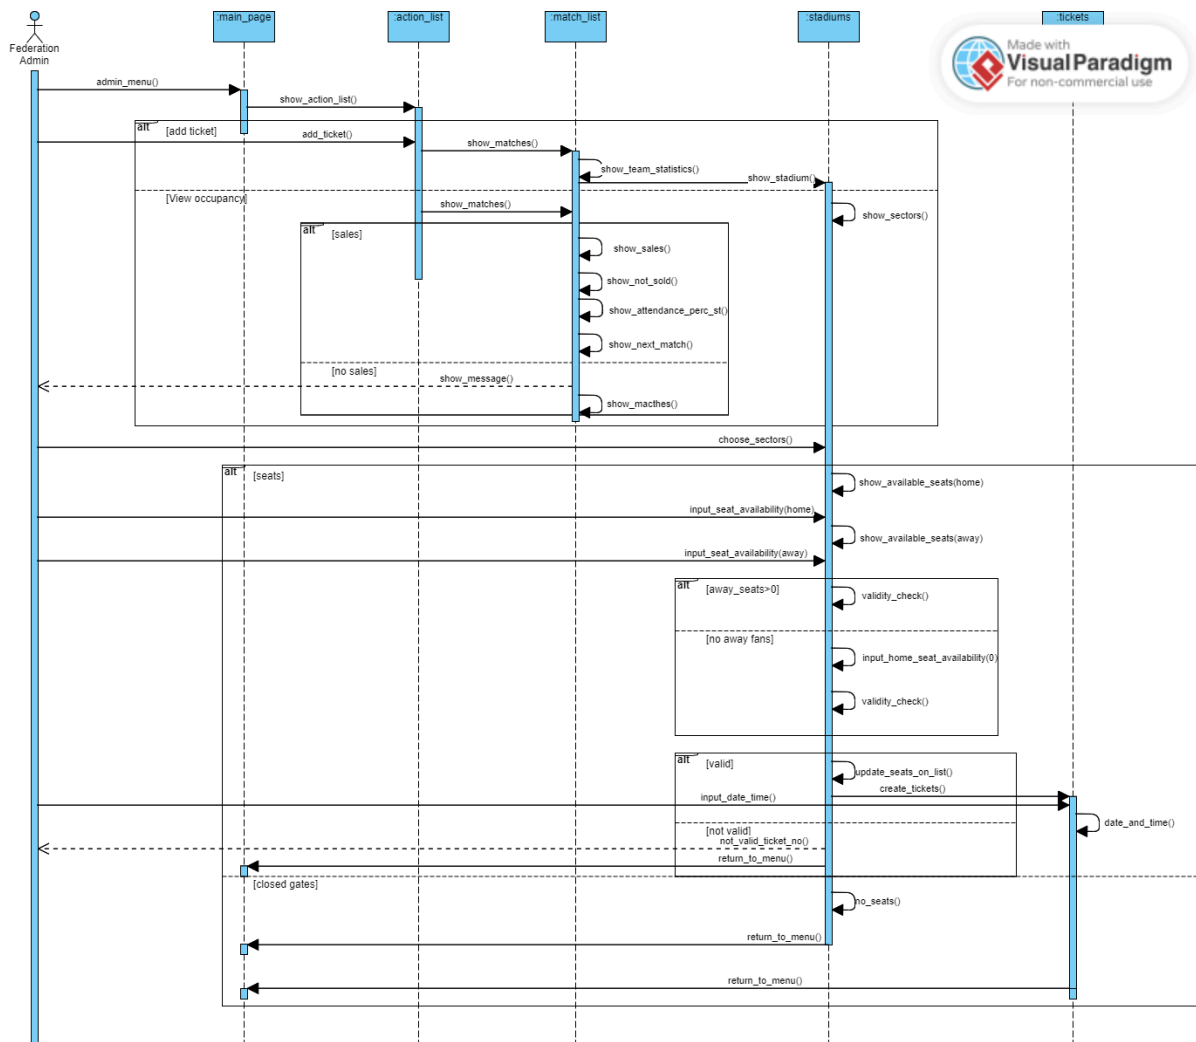 :main_page
:action_list
:match_list
:stadiums
:tickets
Federation
Admin
Made with
Visual Paradigm
For non-commercial use
admin_menu()
show_action_list()
alt
[add ticket]
add_ticket()
show_matches()
show_team_statistics()
show_stadium()
[View occupancy]
show_matches()
show_sectors()
alt
[sales]
show_sales()
show_not_sold()
show_attendance_perc_st()
show_next_match()
[no sales]
show_message()
show_macthes()
choose_sectors()
alt
[seats]
show_available_seats(home)
input_seat_availability(home)
show_available_seats(away)
input_seat_availability(away)
alt
[away_seats>0]
validity_check()
[no away fans]
input_home_seat_availability(0)
validity_check()
alt
[valid]
update_seats_on_list()
create_tickets()
input_date_time()
date_and_time()
[not valid]
not_valid_ticket_no()
return_to_menu()
[closed gates]
no_seats()
return_to_menu()
return_to_menu()